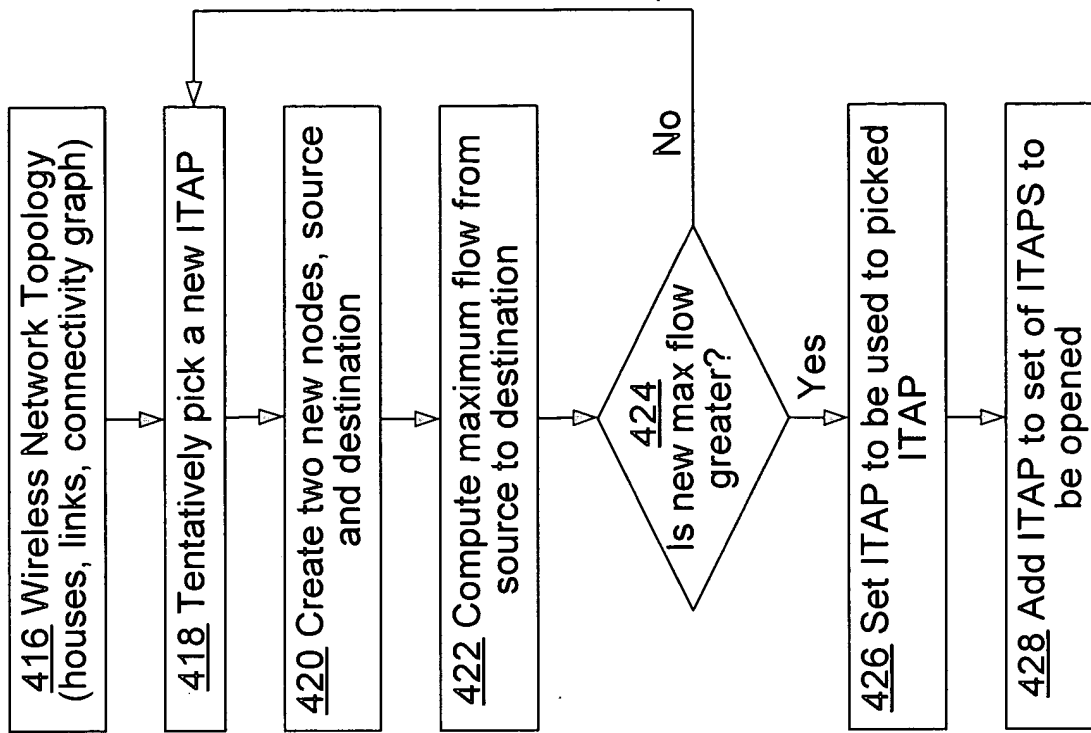 416 Wireless Network Topology
(houses, links, connectivity graph)
418 Tentatively pick a new ITAP
420 Create two new nodes, source
and destination
422 Compute maximum flow from
source to destination
424
Is new max flow
greater?
No
Yes
426 Set ITAP to be used to picked
ITAP
428 Add ITAP to set of ITAPS to
be opened